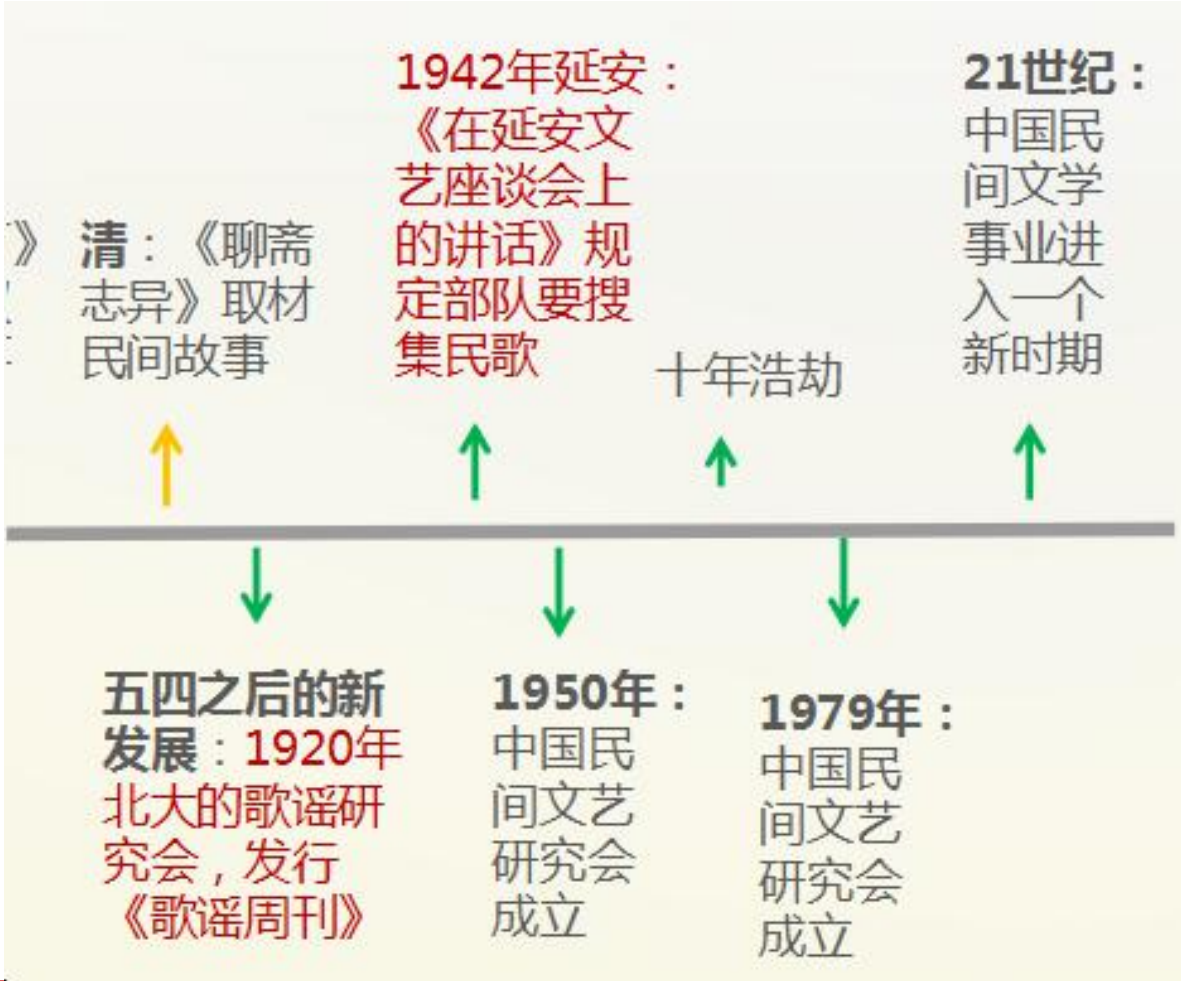 》
清：《聊斋
志异》取材
民间故事
1942年延安：
《在延安文
艺座谈会上
的讲话》规
定部队要搜
集民歌
十年浩劫
21世纪：
中国民
间文学
事业进
入一个
新时期
五四之后的新
发展：1920年
北大的歌谣研
究会，发行
《歌谣周刊》
1950年：
中国民
间文艺
研究会
成立
1979年：
中国民
间文艺
研究会
成立